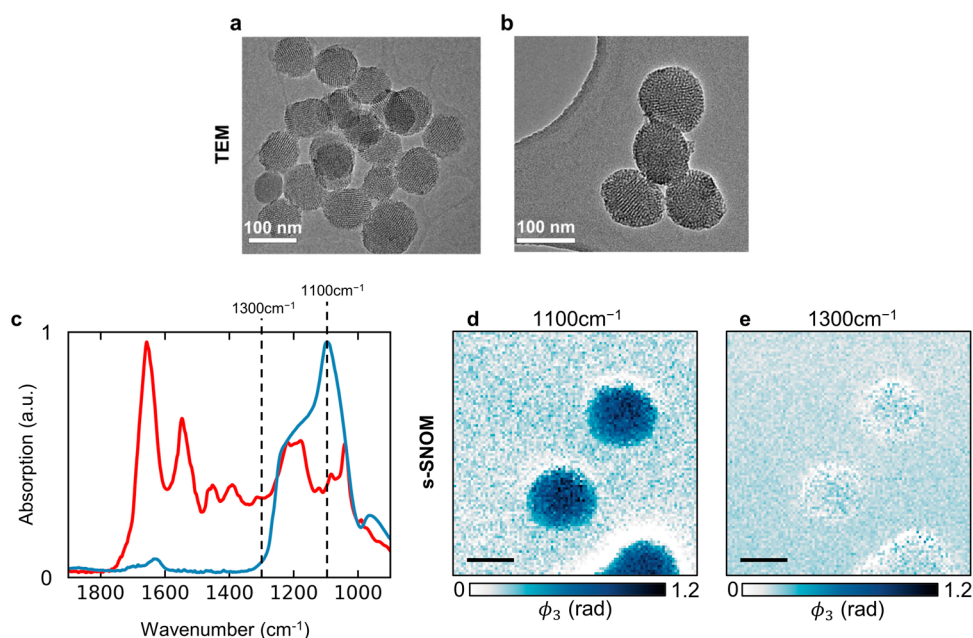 a
b
TEM
100 nm
100 nm
c
1300cm⁻¹
1100cm⁻¹
1
0
Absorption (a.u.)
1800
1600
1400
1200
1000
Wavenumber (cm⁻¹)
d
1100cm⁻¹
e
1300cm⁻¹
s-SNOM
0
1.2
ϕ₃ (rad)
0
1.2
ϕ₃ (rad)